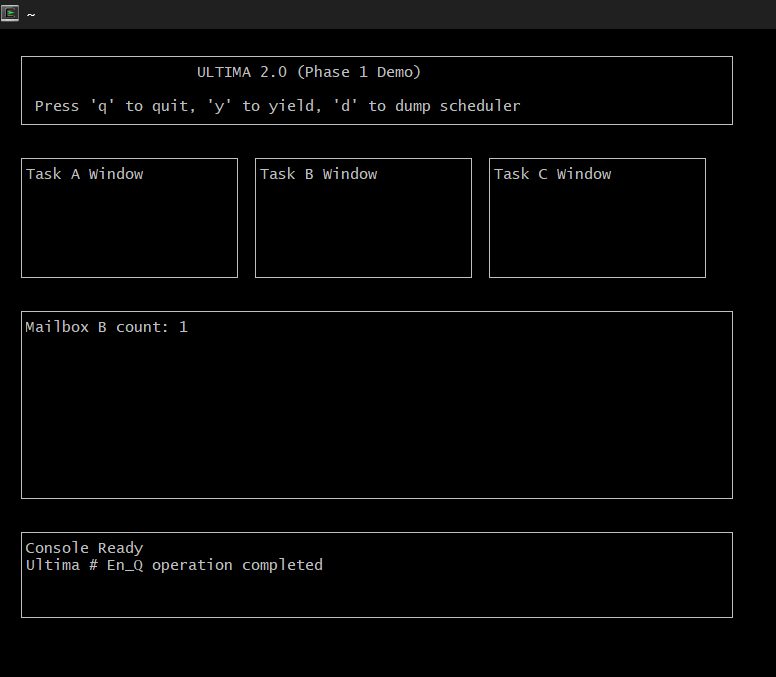 ~
ULTIMA 2.0 (Phase 1 Demo)
Press 'q' to quit, 'y' to yield, 'd' to dump scheduler
Task A Window
Task B Window
Task C Window
Mailbox B count: 1
Console Ready
Ultima # En_Q operation completed